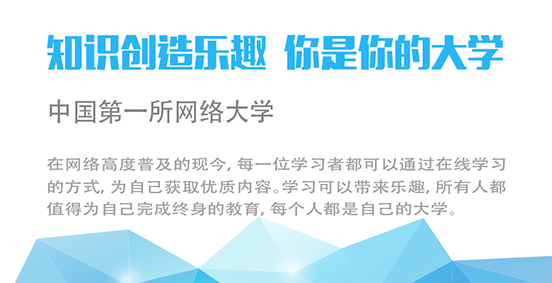 知识创造乐趣 你是你的大学
中国第一所网络大学
在网络高度普及的现今,每一位学习者都可以通过在线学习
的方式,为自己获取优质内容。学习可以带来乐趣,所有人都
值得为自己完成终身的教育,每个人都是自己的大学。